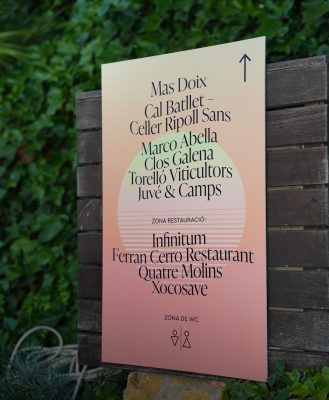 Mas Doix
Cal Batllet –
Celler Ripoll Sans
Marco Abella
Clos Galena
Torelló Viticultors
Juvé & Camps
ZONA RESTAURACIÓ:
Infinitum
Ferran Cerro Restaurant
Quatre Molins
Xocosave
ZONA DE WC